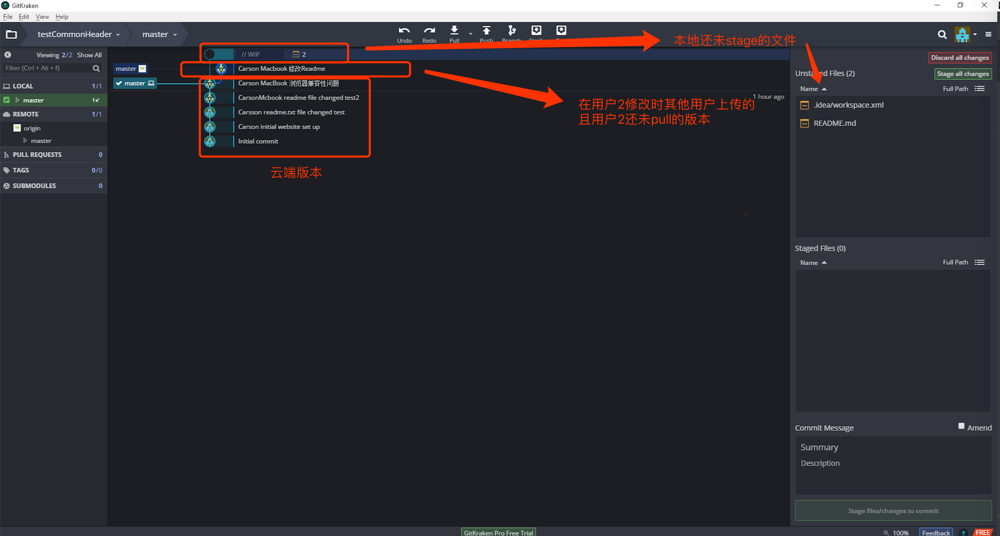 GitKraken
File Edit View Help
testCommonHeader
master
Undo
Redo
Pull
Push
Branch
Stash
本地还未stage的文件
Viewing 2/2 Show All
Filter (Ctrl + Alt + f)
LOCAL 1/1
master 1
REMOTE 1/1
origin
master
PULL REQUESTS 0
TAGS 0/0
SUBMODULES 0
// WIP 2
master
Carson Macbook 修改Readme
master
Carson MacBook 浏览器兼容性问题
CarsonMcbook readme file changed test2
1 hour ago
Carsson readme.txt file changed test
Carson initial website set up
Initial commit
云端版本
在用户2修改时其他用户上传的
且用户2还未pull的版本
Discard all changes
Unstaged Files (2)
Stage all changes
Name Full Path
.idea/workspace.xml
README.md
Staged Files (0)
Name Full Path
Commit Message
Amend
Summary
Description
Stage files/changes to commit
GitKraken Pro Free Trial
100%
Feedback
FREE